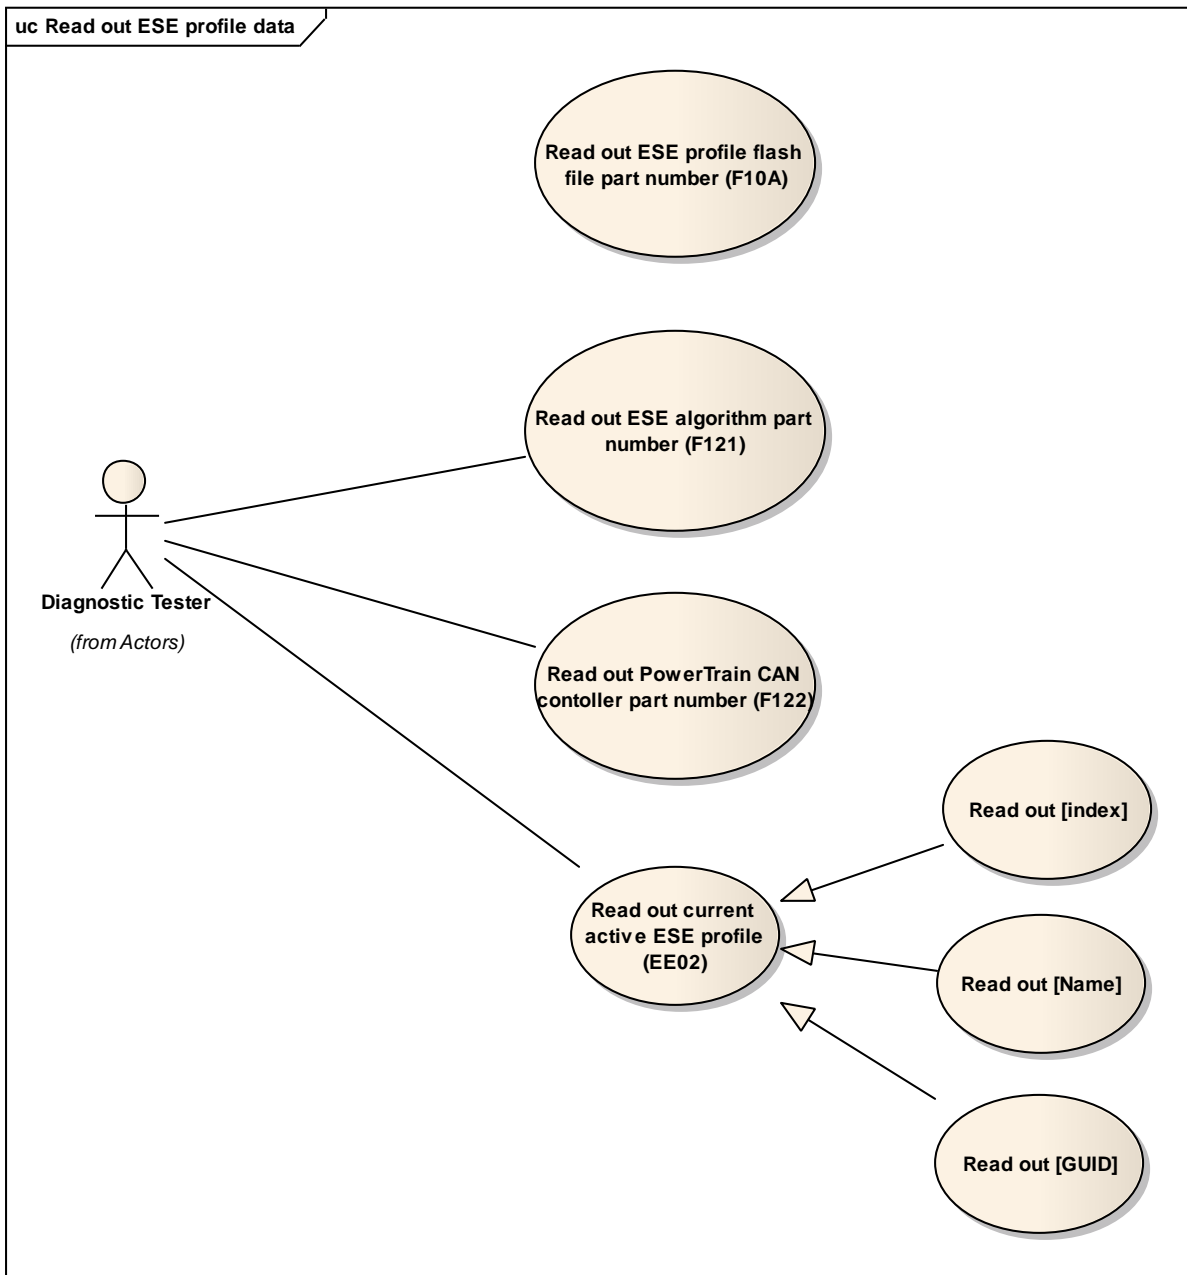 uc Read out ESE profile data
Read out ESE profile flash
file part number (F10A)
Read out ESE algorithm part
number (F121)
Diagnostic Tester
(from Actors)
Read out PowerTrain CAN
contoller part number (F122)
Read out [index]
Read out current
active ESE profile
(EE02)
Read out [Name]
Read out [GUID]